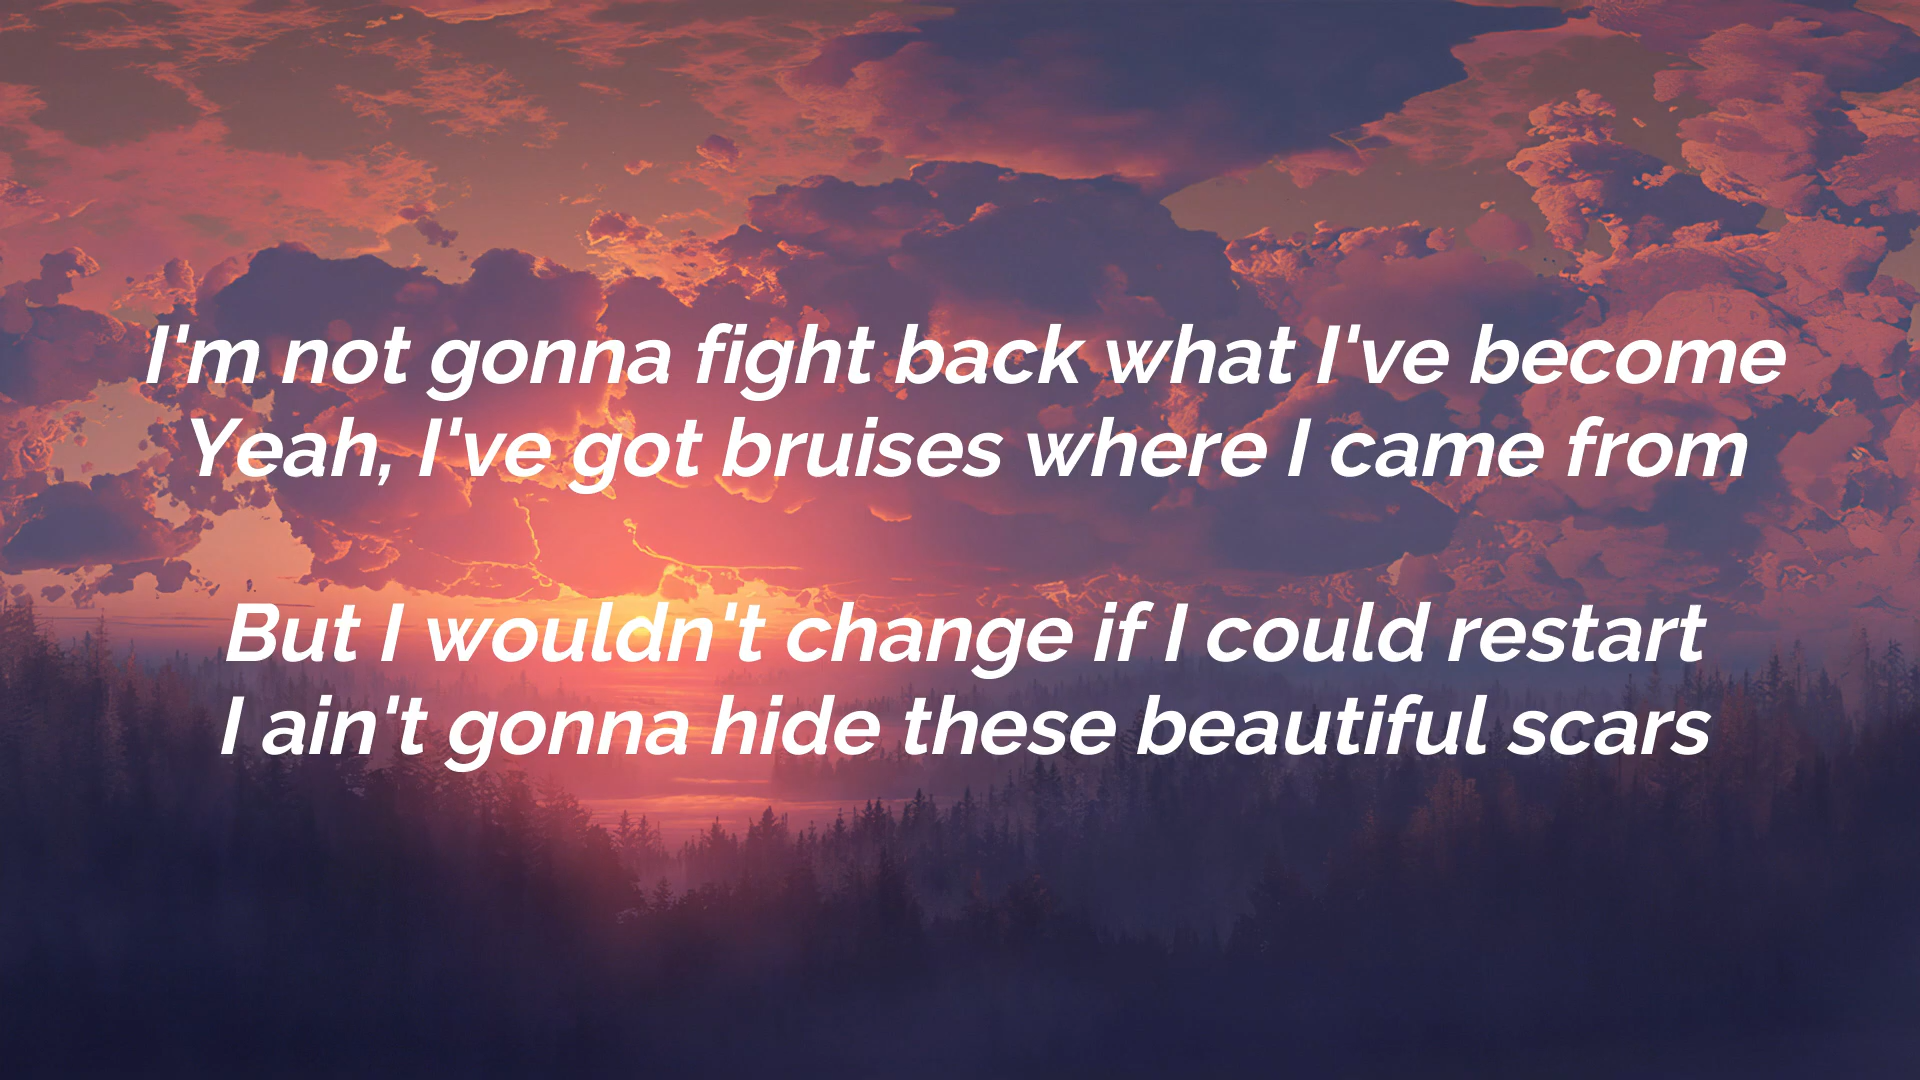 I'm not gonna fight back what I've become
Yeah, I've got bruises where I came from
But I wouldn't change if I could restart
I ain't gonna hide these beautiful scars